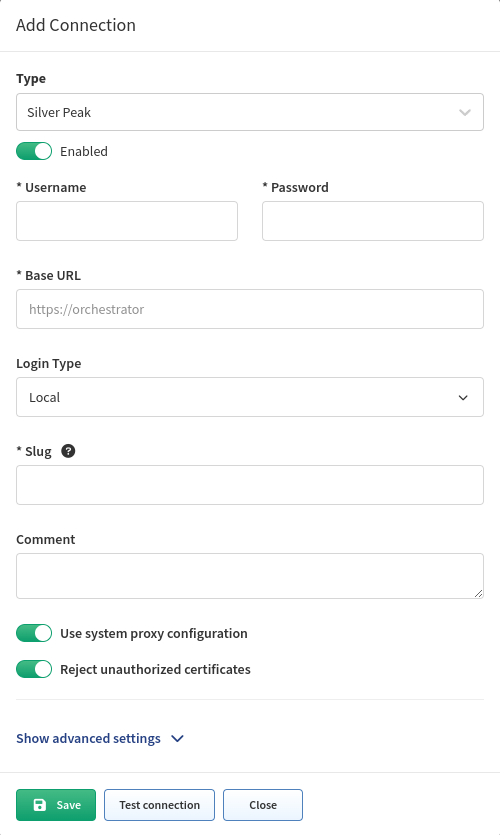 Add Connection
Type
Silver Peak
Enabled
* Username
* Password
* Base URL
https://orchestrator
Login Type
Local
* Slug ?
Comment
Use system proxy configuration
Reject unauthorized certificates
Show advanced settings
Save
Test connection
Close